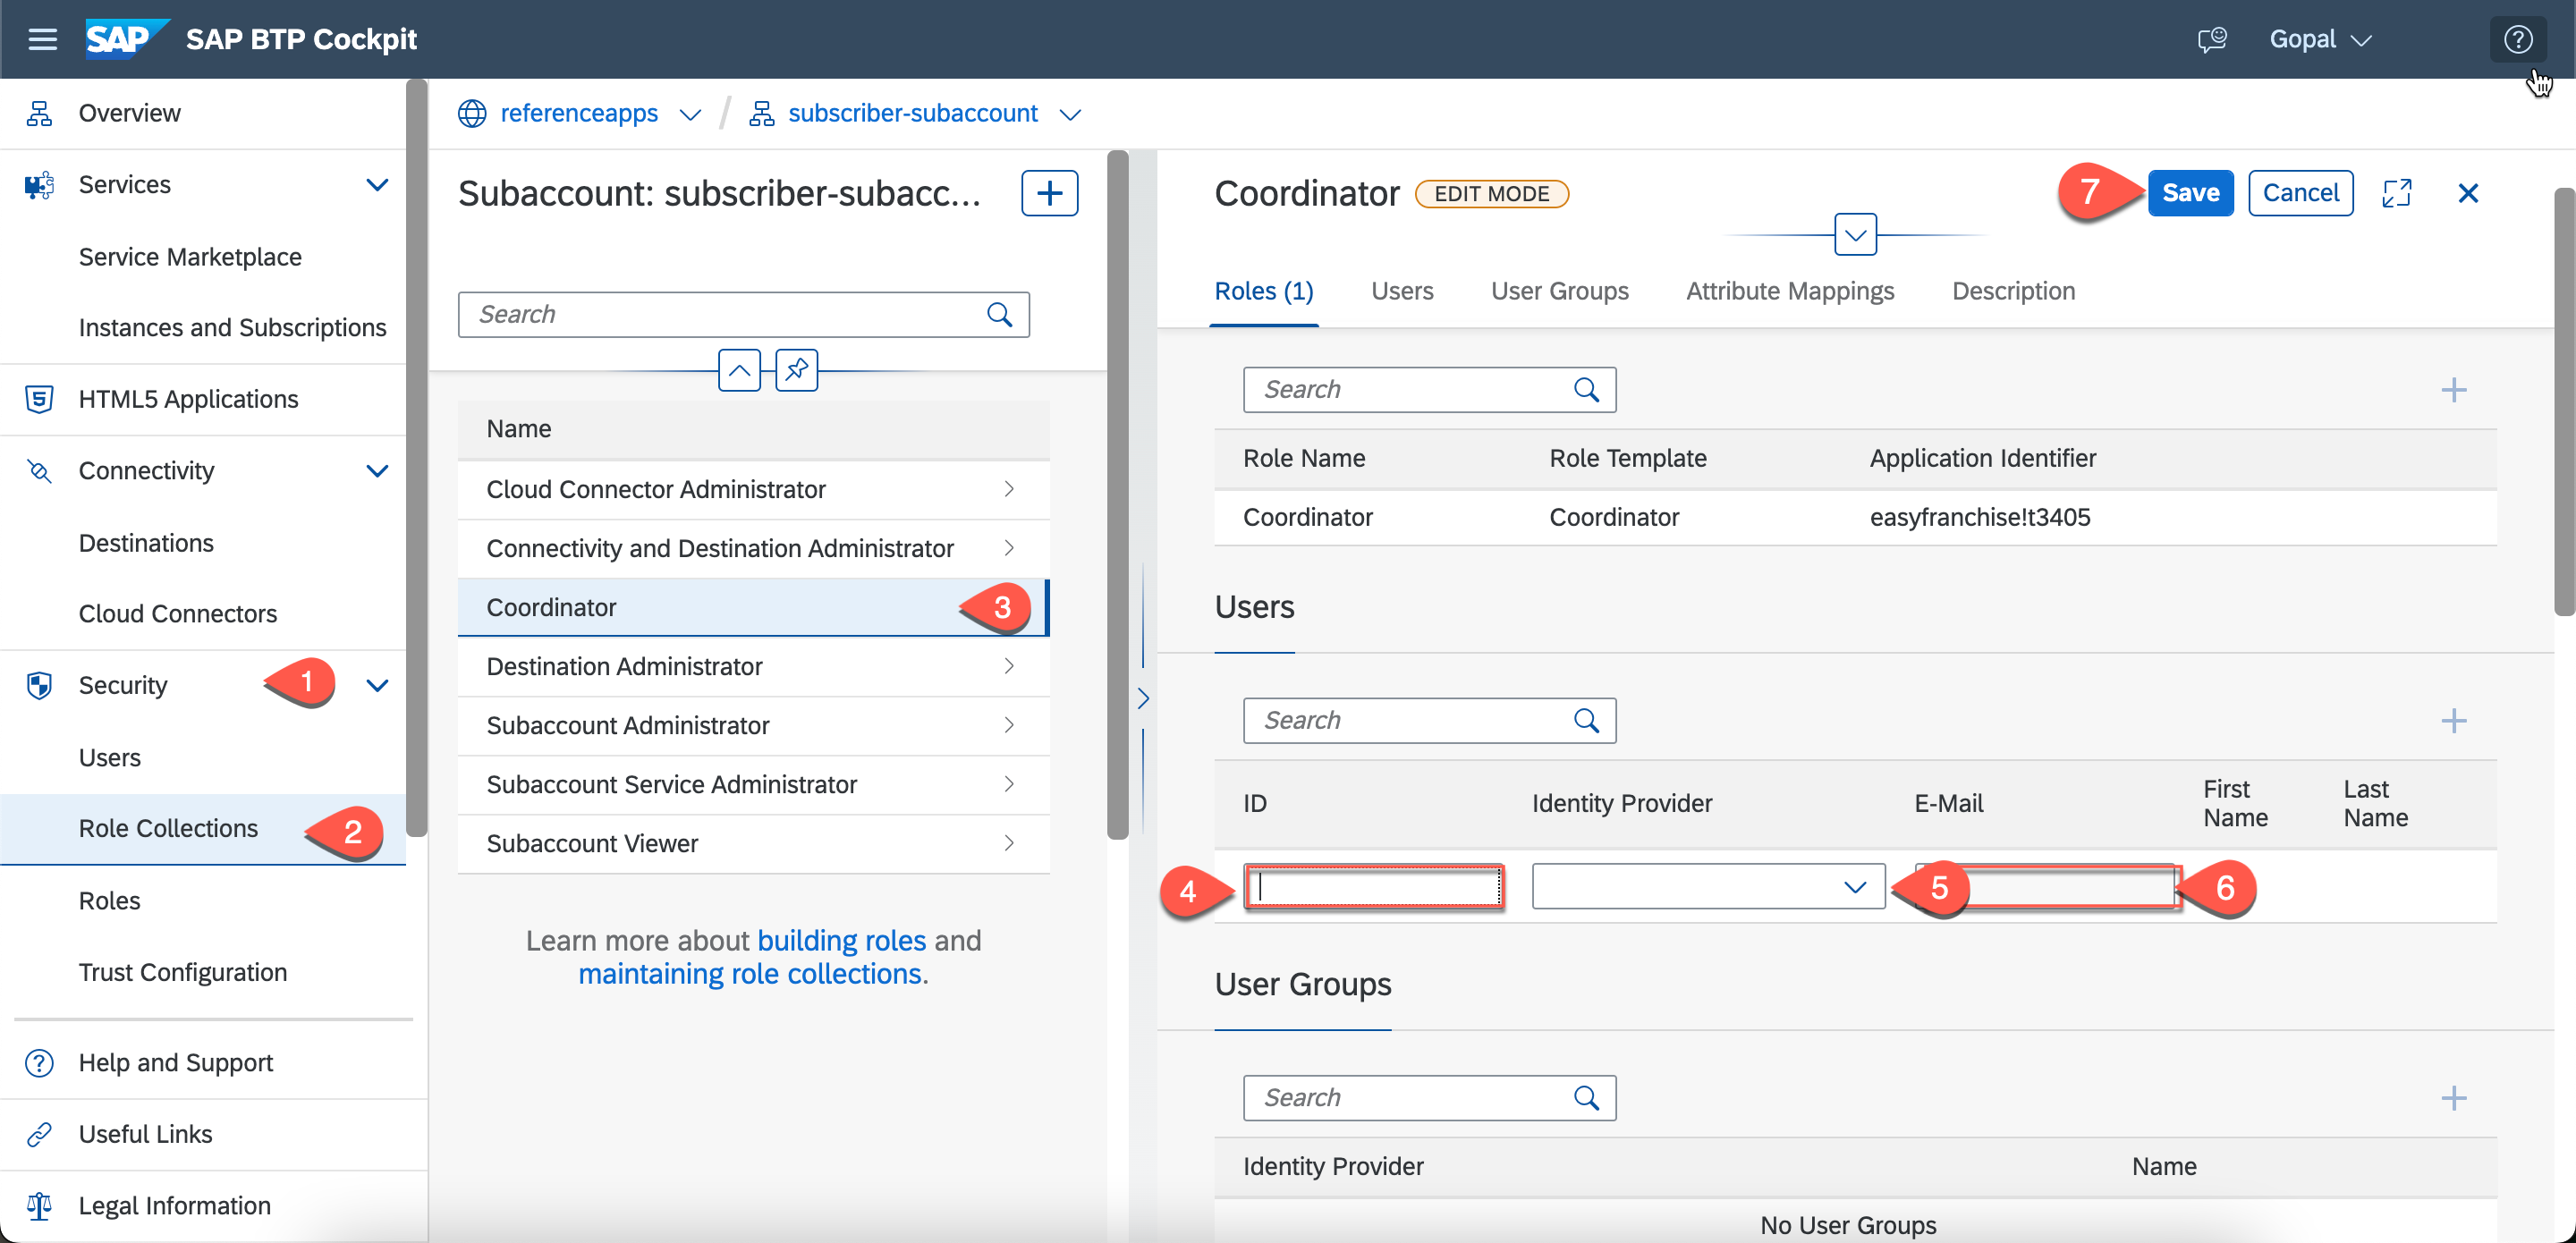 SAP SAP BTP Cockpit
Gopal
Overview
Services
Service Marketplace
Instances and Subscriptions
HTML5 Applications
Connectivity
Destinations
Cloud Connectors
Security
1
Users
Role Collections
2
Roles
Trust Configuration
Help and Support
Useful Links
Legal Information
referenceapps / subscriber-subaccount
Subaccount: subscriber-subacc...
Search
Name
Cloud Connector Administrator
Connectivity and Destination Administrator
Coordinator
3
Destination Administrator
Subaccount Administrator
Subaccount Service Administrator
Subaccount Viewer
Learn more about building roles and
maintaining role collections.
Coordinator EDIT MODE
7
Save Cancel
Roles (1) Users User Groups Attribute Mappings Description
Search
Role Name Role Template Application Identifier
Coordinator Coordinator easyfranchise!t3405
Users
Search
ID Identity Provider E-Mail First Name Last Name
4 5 6
User Groups
Search
Identity Provider Name
No User Groups